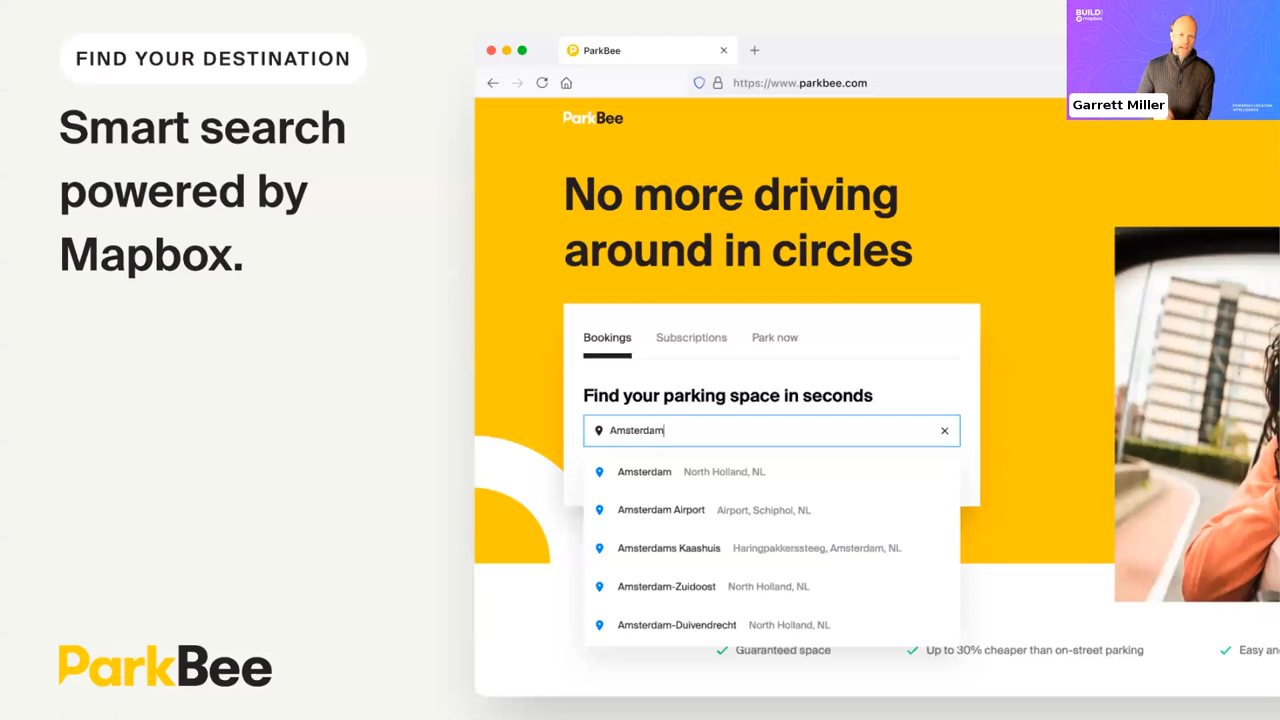 FIND YOUR DESTINATION
Smart search
powered by
Mapbox.
ParkBee
ParkBee
https://www.parkbee.com
ParkBee
No more driving
around in circles
Bookings Subscriptions Park now
Find your parking space in seconds
Amsterdam
Amsterdam North Holland, NL
Amsterdam Airport Airport, Schiphol, NL
Amsterdams Kaashuis Haringpakkerssteeg, Amsterdam, NL
Amsterdam-Zuidoost North Holland, NL
Amsterdam-Duivendrecht North Holland, NL
Guaranteed space Up to 30% cheaper than on-street parking Easy an
BUILD
mapbox
Garrett Miller
POWERING LOCATION
INTELLIGENCE